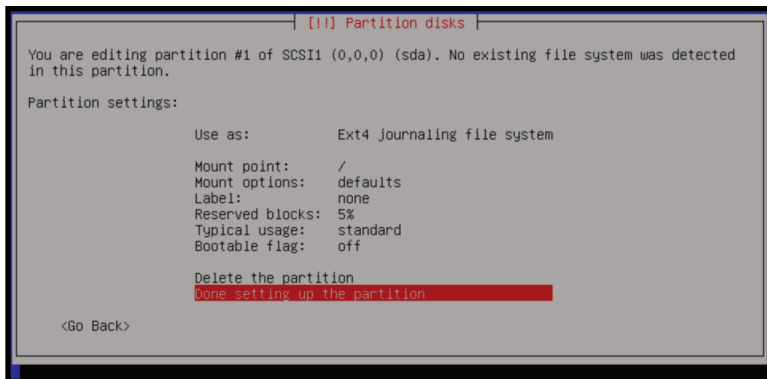 [!!] Partition disks
You are editing partition #1 of SCSI1 (0,0,0) (sda). No existing file system was detected
in this partition.
Partition settings:
Use as: Ext4 journaling file system
Mount point: /
Mount options: defaults
Label: none
Reserved blocks: 5%
Typical usage: standard
Bootable flag: off
Delete the partition
Done setting up the partition
<Go Back>